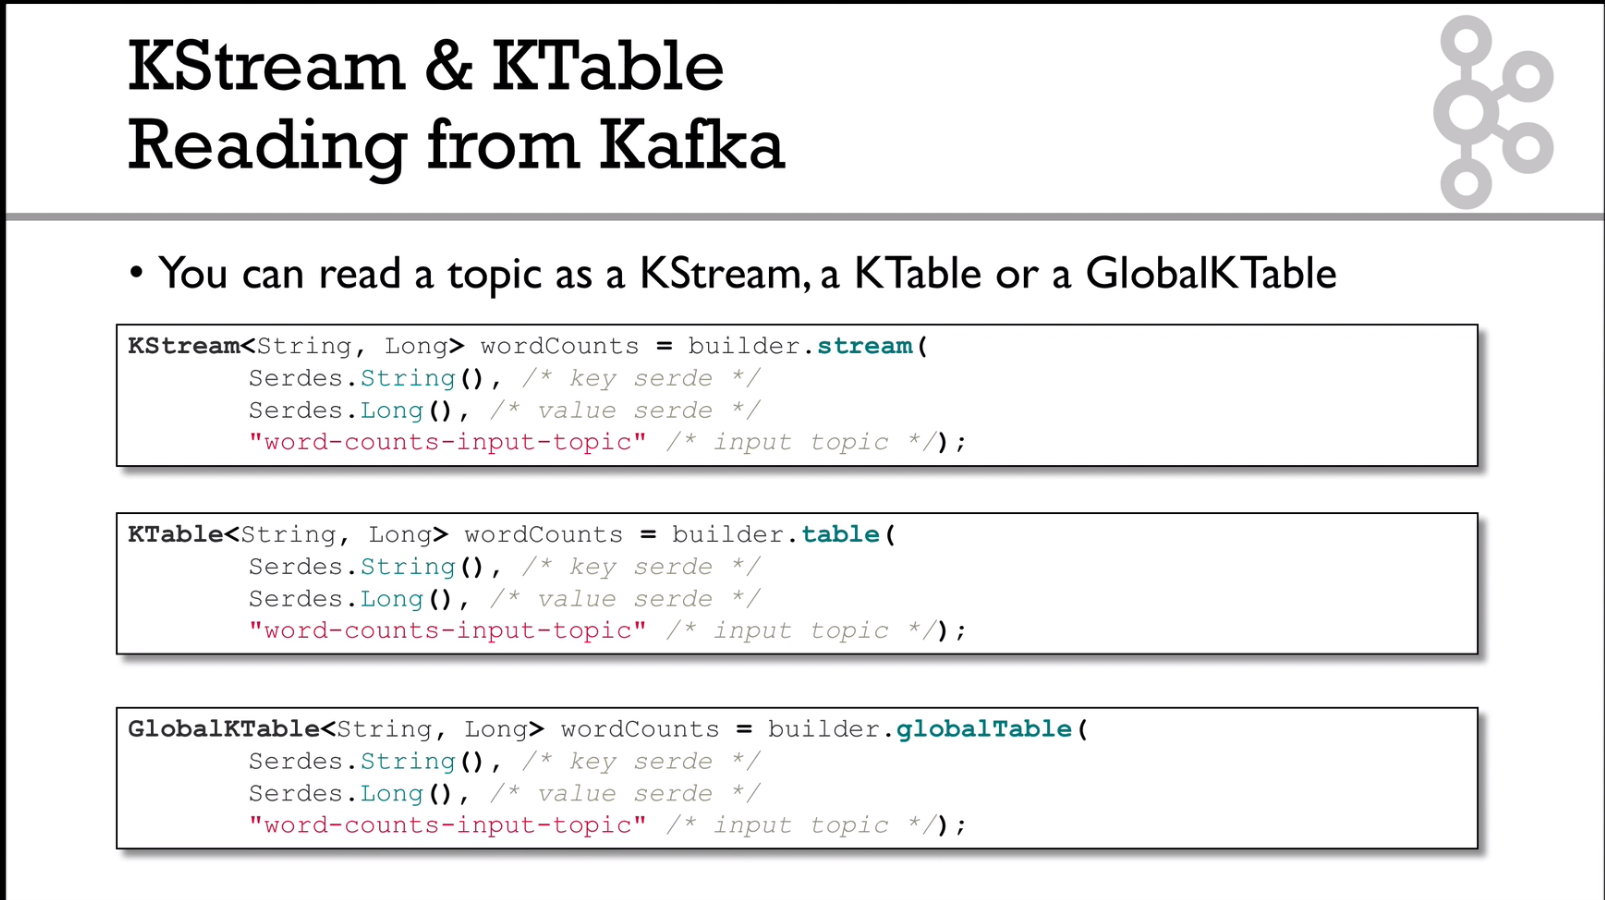 KStream & KTable
Reading from Kafka
• You can read a topic as a KStream, a KTable or a GlobalKTable
KStream<String, Long> wordCounts = builder.stream(
Serdes.String(), /* key serde */
Serdes.Long(), /* value serde */
"word-counts-input-topic" /* input topic */);
KTable<String, Long> wordCounts = builder.table(
Serdes.String(), /* key serde */
Serdes.Long(), /* value serde */
"word-counts-input-topic" /* input topic */);
GlobalKTable<String, Long> wordCounts = builder.globalTable(
Serdes.String(), /* key serde */
Serdes.Long(), /* value serde */
"word-counts-input-topic" /* input topic */);